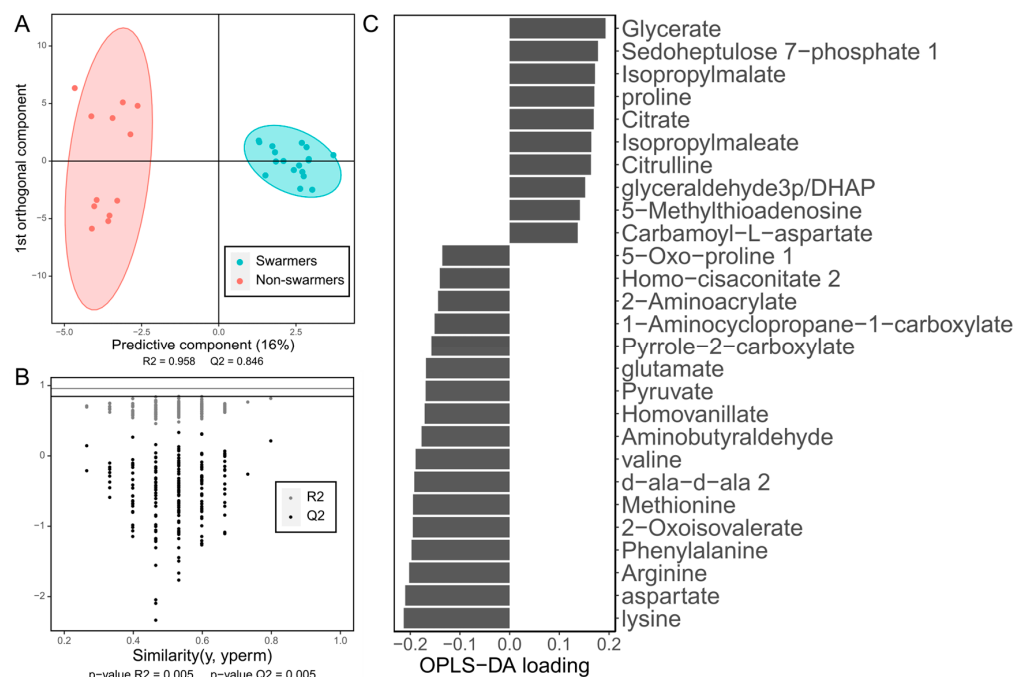 A
1st orthogonal component
10
5
0
−5
−10
−5.0 −2.5 0.0 2.5
Swarmers
Non-swarmers
Predictive component (16%)
R2 = 0.958 Q2 = 0.846
B
1
0
−1
−2
0.2 0.4 0.6 0.8 1.0
R2
Q2
Similarity(y, yperm)
p-value R2 = 0.005 p-value Q2 = 0.005
C
Glycerate
Sedoheptulose 7−phosphate 1
Isopropylmalate
proline
Citrate
Isopropylmaleate
Citrulline
glyceraldehyde3p/DHAP
5−Methylthioadenosine
Carbamoyl−L−aspartate
5−Oxo−proline 1
Homo−cisaconitate 2
2−Aminoacrylate
1−Aminocyclopropane−1−carboxylate
Pyrrole−2−carboxylate
glutamate
Pyruvate
Homovanillate
Aminobutyraldehyde
valine
d−ala−d−ala 2
Methionine
2−Oxoisovalerate
Phenylalanine
Arginine
aspartate
lysine
−0.2 −0.1 0.0 0.1 0.2
OPLS−DA loading